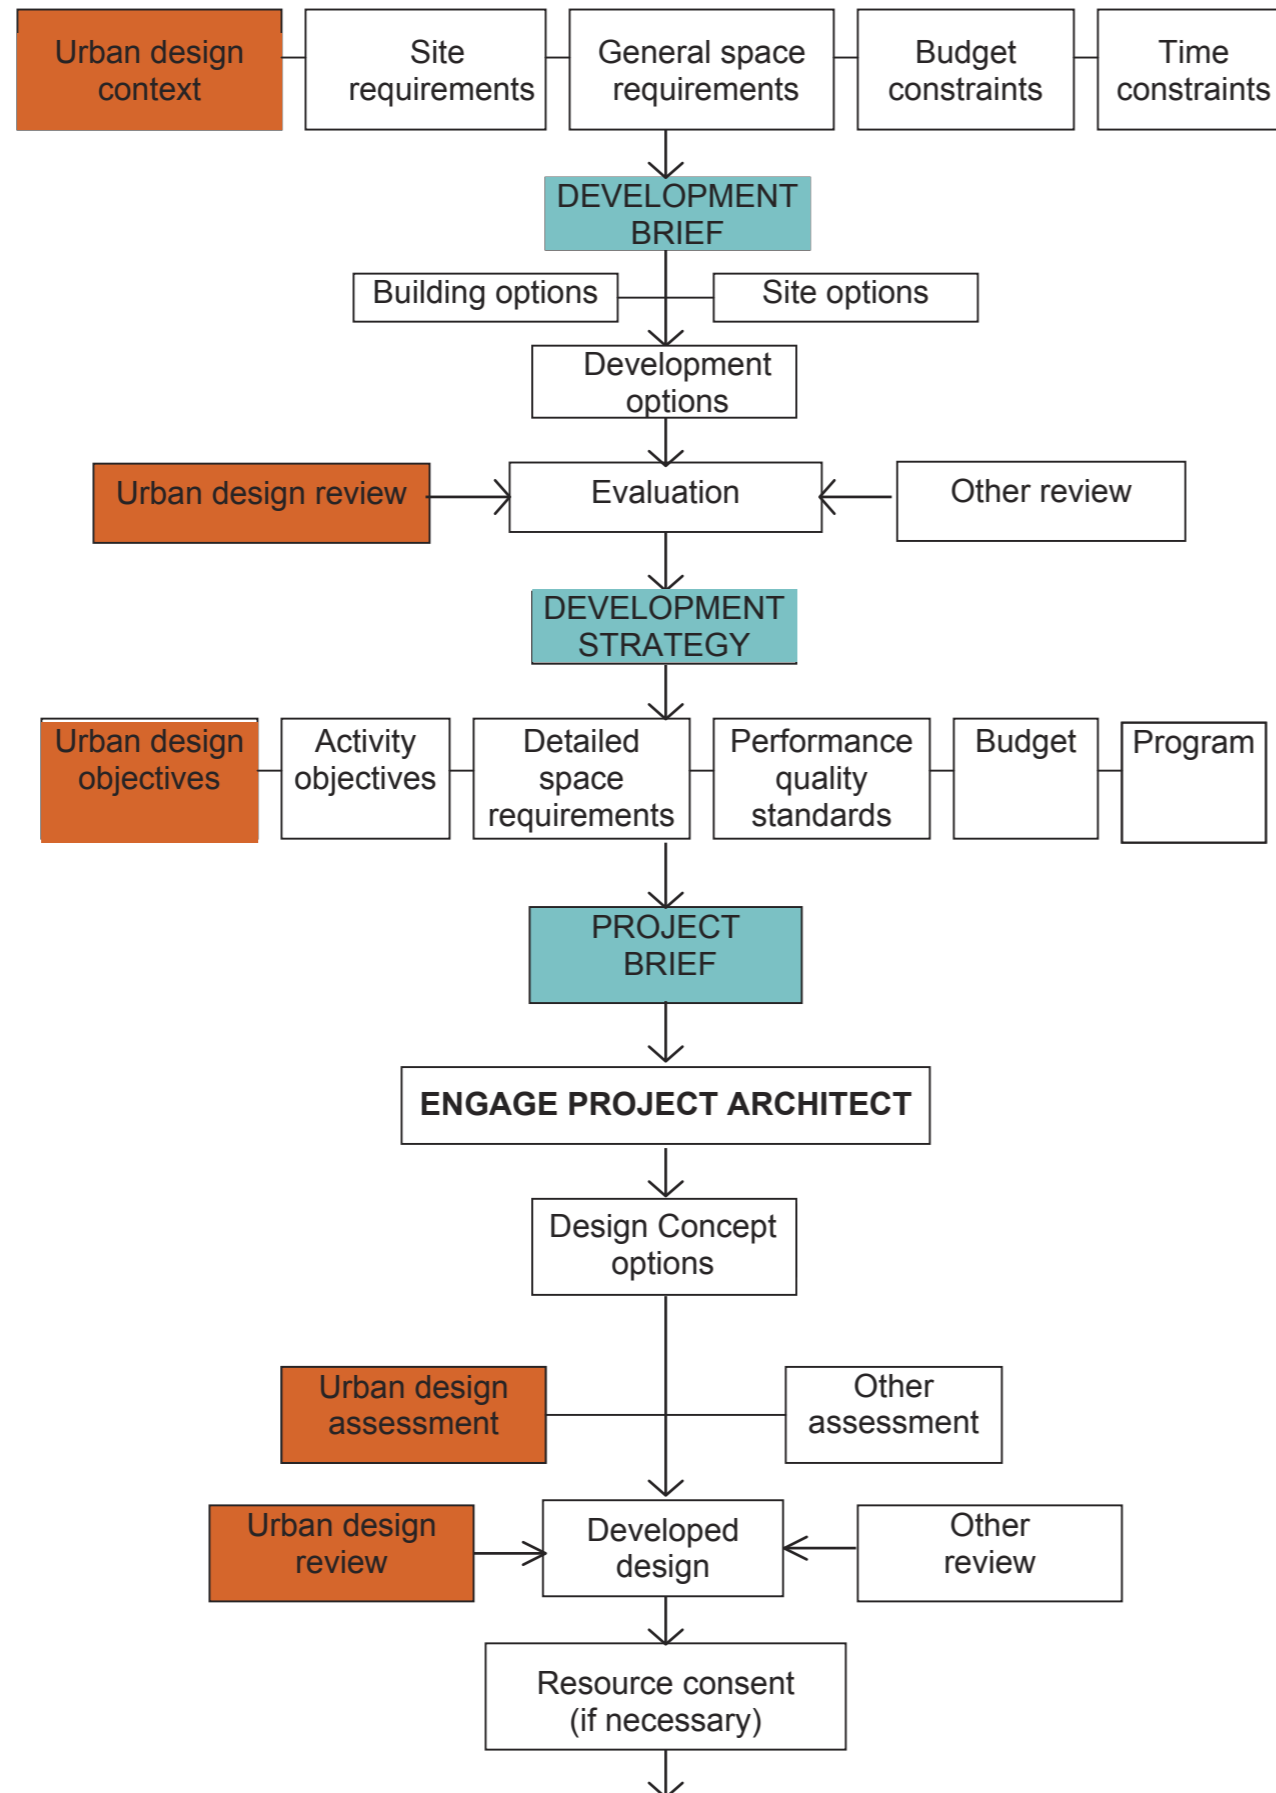 Urban design
context
Site
requirements
General space
requirements
Budget
constraints
Time
constraints
DEVELOPMENT
BRIEF
Building options
Site options
Development
options
Urban design review
Evaluation
Other review
DEVELOPMENT
STRATEGY
Urban design
objectives
Activity
objectives
Detailed
space
requirements
Performance
quality
standards
Budget
Program
PROJECT
BRIEF
ENGAGE PROJECT ARCHITECT
Design Concept
options
Urban design
assessment
Other
assessment
Urban design
review
Developed
design
Other
review
Resource consent
(if necessary)